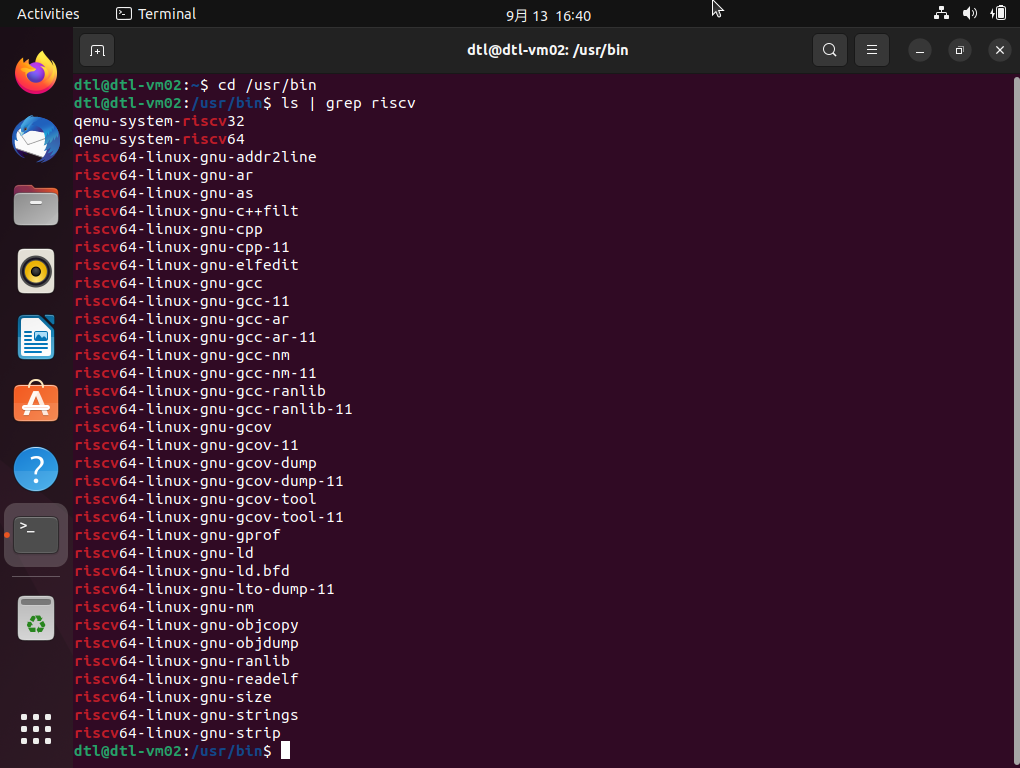 Activities
Terminal
9月 13 16:40
dtl@dtl-vm02: /usr/bin
dtl@dtl-vm02:~$ cd /usr/bin
dtl@dtl-vm02:/usr/bin$ ls | grep riscv
qemu-system-riscv32
qemu-system-riscv64
riscv64-linux-gnu-addr2line
riscv64-linux-gnu-ar
riscv64-linux-gnu-as
riscv64-linux-gnu-c++filt
riscv64-linux-gnu-cpp
riscv64-linux-gnu-cpp-11
riscv64-linux-gnu-elfedit
riscv64-linux-gnu-gcc
riscv64-linux-gnu-gcc-11
riscv64-linux-gnu-gcc-ar
riscv64-linux-gnu-gcc-ar-11
riscv64-linux-gnu-gcc-nm
riscv64-linux-gnu-gcc-nm-11
riscv64-linux-gnu-gcc-ranlib
riscv64-linux-gnu-gcc-ranlib-11
riscv64-linux-gnu-gcov
riscv64-linux-gnu-gcov-11
riscv64-linux-gnu-gcov-dump
riscv64-linux-gnu-gcov-dump-11
riscv64-linux-gnu-gcov-tool
riscv64-linux-gnu-gcov-tool-11
riscv64-linux-gnu-gprof
riscv64-linux-gnu-ld
riscv64-linux-gnu-ld.bfd
riscv64-linux-gnu-lto-dump-11
riscv64-linux-gnu-nm
riscv64-linux-gnu-objcopy
riscv64-linux-gnu-objdump
riscv64-linux-gnu-ranlib
riscv64-linux-gnu-readelf
riscv64-linux-gnu-size
riscv64-linux-gnu-strings
riscv64-linux-gnu-strip
dtl@dtl-vm02:/usr/bin$